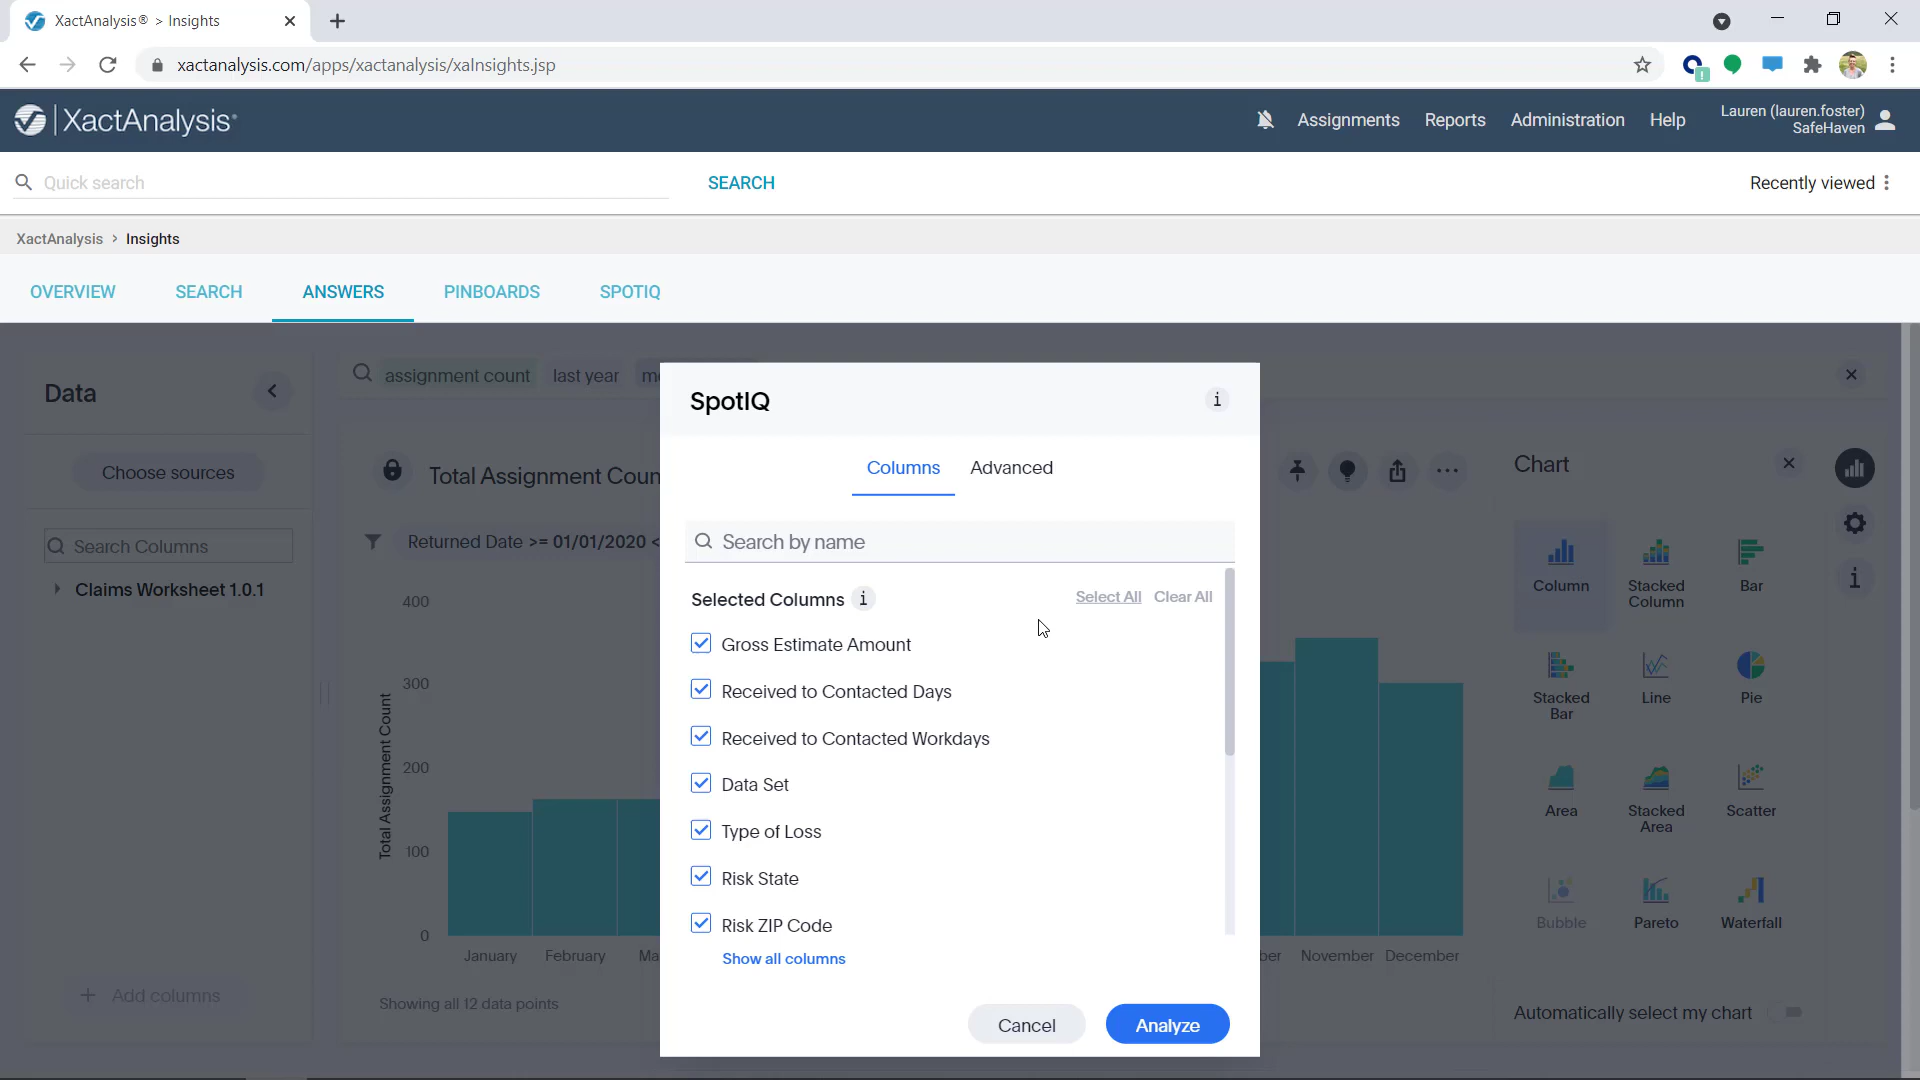 XactAnalysis® > Insights
xactanalysis.com/apps/xactanalysis/xaInsights.jsp
XactAnalysis®
Assignments
Reports
Administration
Help
Lauren (lauren.foster)
SafeHaven
Quick search
SEARCH
Recently viewed
XactAnalysis > Insights
OVERVIEW
SEARCH
ANSWERS
PINBOARDS
SPOTIQ
Data
Choose sources
Search Columns
Claims Worksheet 1.0.1
+ Add columns
assignment count
last year
Total Assignment Coun
Returned Date >= 01/01/2020 <
Total Assignment Count
400
300
200
100
0
January
February
Ma
ber
November
December
Showing all 12 data points
SpotIQ
i
Columns
Advanced
Search by name
Selected Columns i
Select All
Clear All
Gross Estimate Amount
Received to Contacted Days
Received to Contacted Workdays
Data Set
Type of Loss
Risk State
Risk ZIP Code
Show all columns
Cancel
Analyze
Chart
Column
Stacked
Column
Bar
Stacked
Bar
Line
Pie
Area
Stacked
Area
Scatter
Bubble
Pareto
Waterfall
Automatically select my chart
i